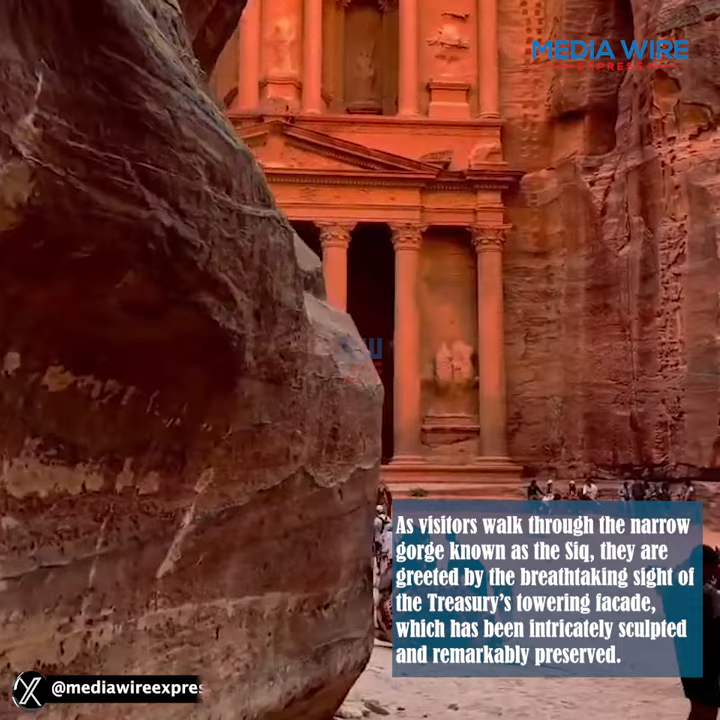 MEDIA WIRE
EXPRESS
As visitors walk through the narrow
gorge known as the Siq, they are
greeted by the breathtaking sight of
the Treasury's towering facade,
which has been intricately sculpted
and remarkably preserved.
@mediawireexpres